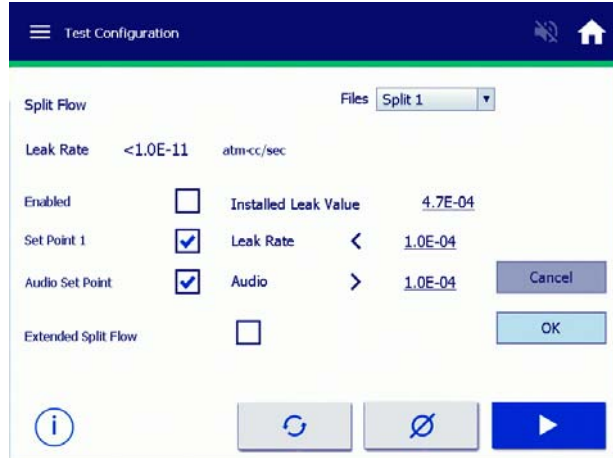 Test Configuration
Split Flow Files Split 1
Leak Rate <1.0E-11 atm-cc/sec
Enabled Installed Leak Value 4.7E-04
Set Point 1 Leak Rate < 1.0E-04
Audio Set Point Audio > 1.0E-04
Cancel
Extended Split Flow OK